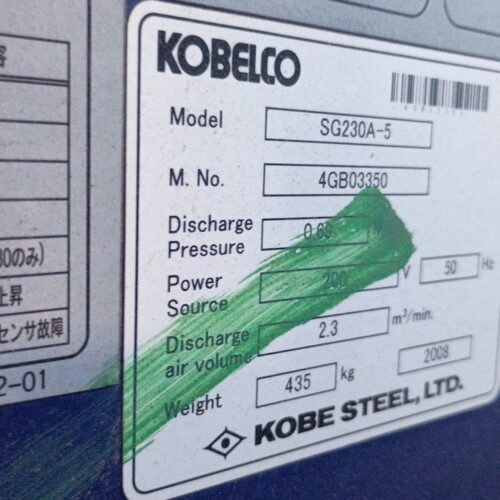 KOBELCO
Model SG230A-5
M. No. 4GB03350
Discharge
Pressure 0.69
Power
Source 200 V 50 Hz
Discharge
air volume 2.3 m³/min.
Weight 435 kg 2008
KOBE STEEL, LTD.
容
30のみ)
上昇
センサ故障
2-01